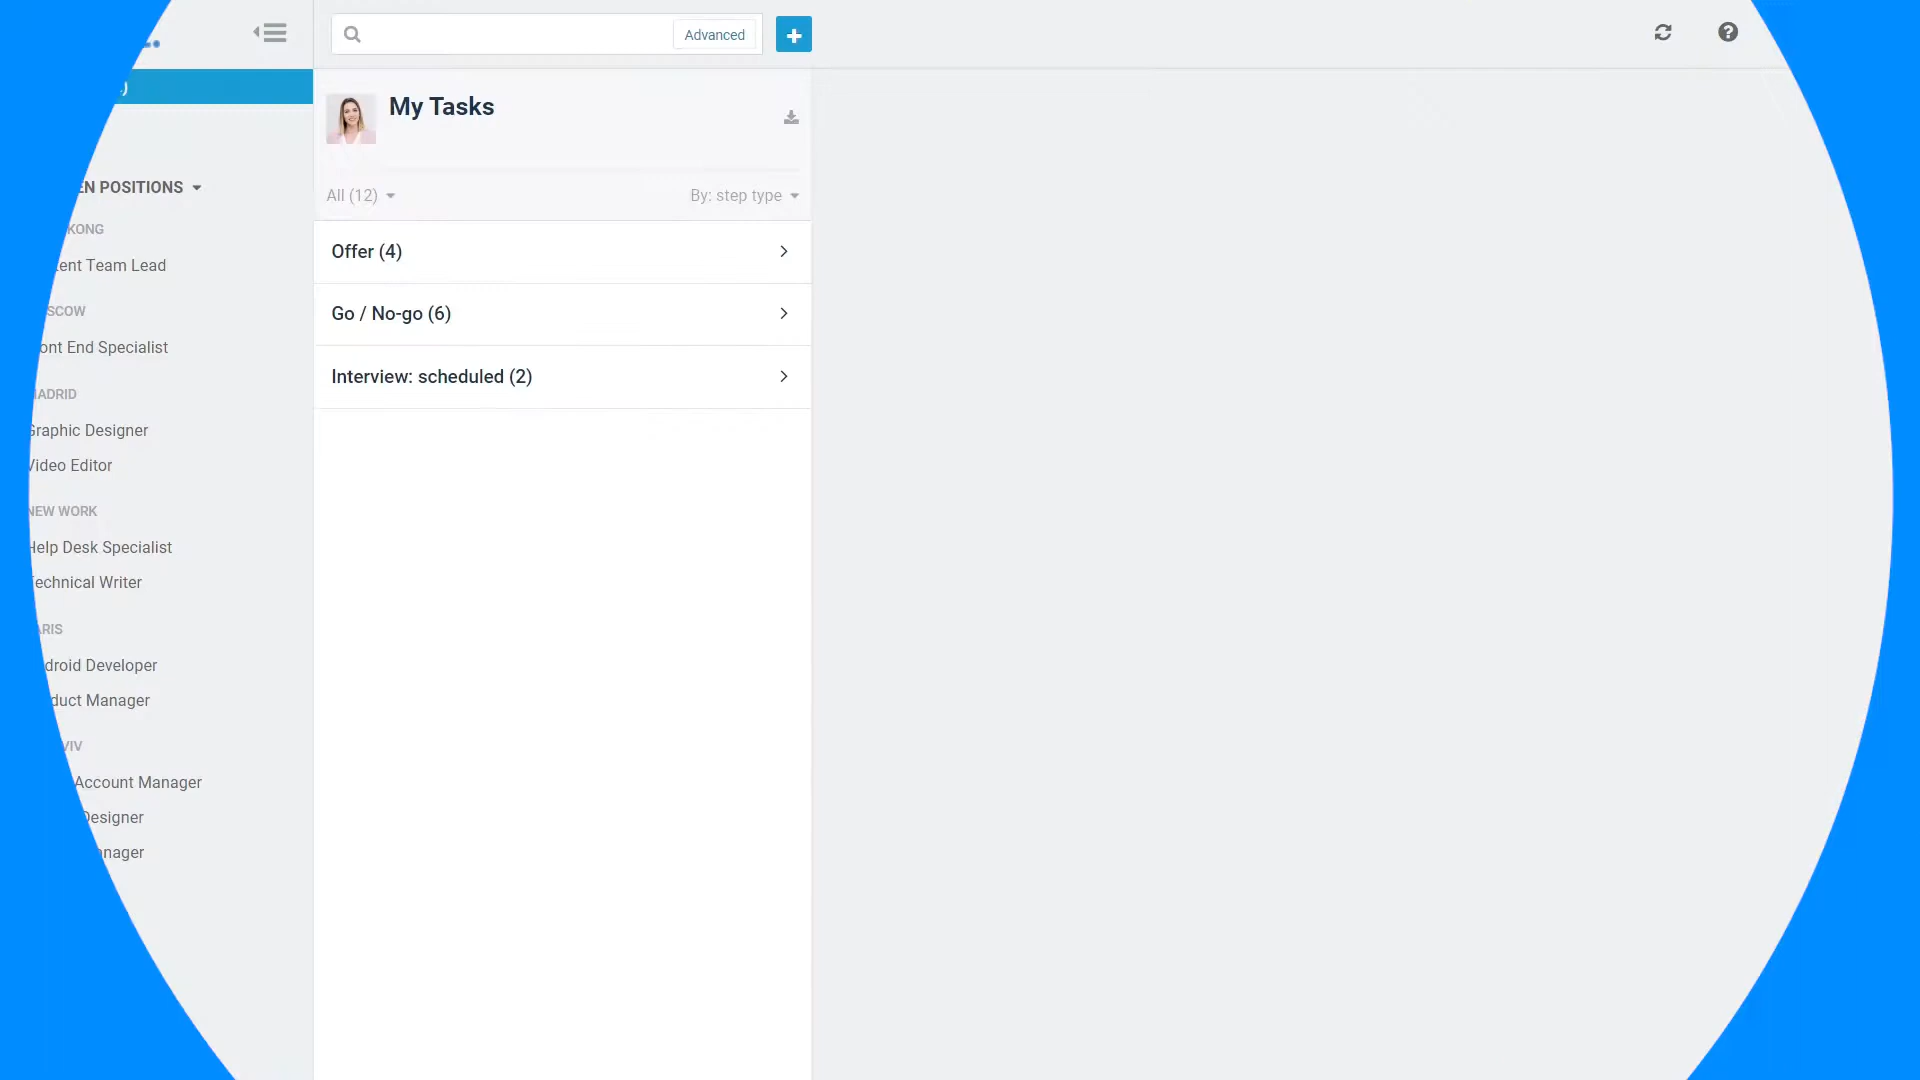 Advanced
My Tasks
All (12)
By: step type
Offer (4)
Go / No-go (6)
Interview: scheduled (2)
EN POSITIONS
KONG
ent Team Lead
SCOW
ont End Specialist
ADRID
Graphic Designer
Video Editor
NEW WORK
Help Desk Specialist
Technical Writer
ARIS
droid Developer
duct Manager
VIV
Account Manager
Designer
nager